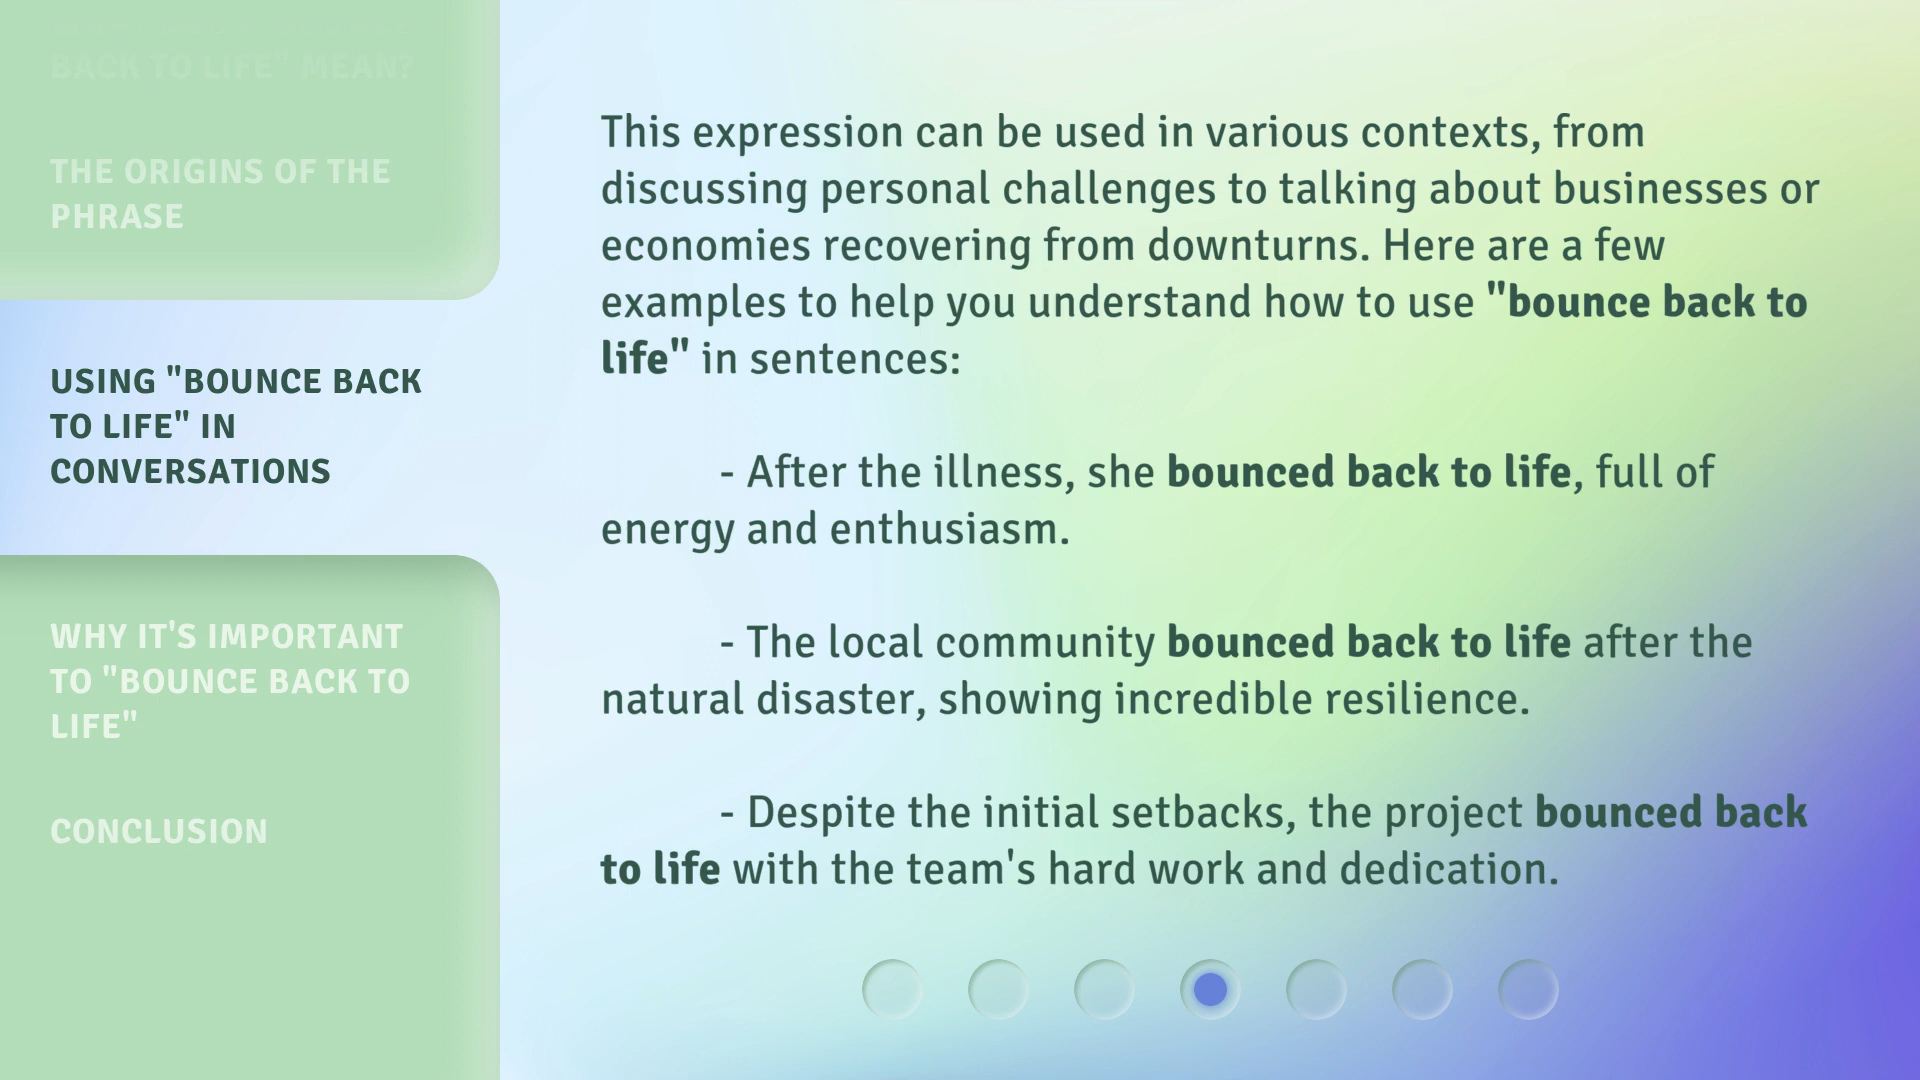 BACK TO LIFE" MEAN?
THE ORIGINS OF THE
PHRASE
USING "BOUNCE BACK
TO LIFE" IN
CONVERSATIONS
WHY IT'S IMPORTANT
TO "BOUNCE BACK TO
LIFE"
CONCLUSION
This expression can be used in various contexts, from
discussing personal challenges to talking about businesses or
economies recovering from downturns. Here are a few
examples to help you understand how to use "bounce back to
life" in sentences:
- After the illness, she bounced back to life, full of
energy and enthusiasm.
- The local community bounced back to life after the
natural disaster, showing incredible resilience.
- Despite the initial setbacks, the project bounced back
to life with the team's hard work and dedication.